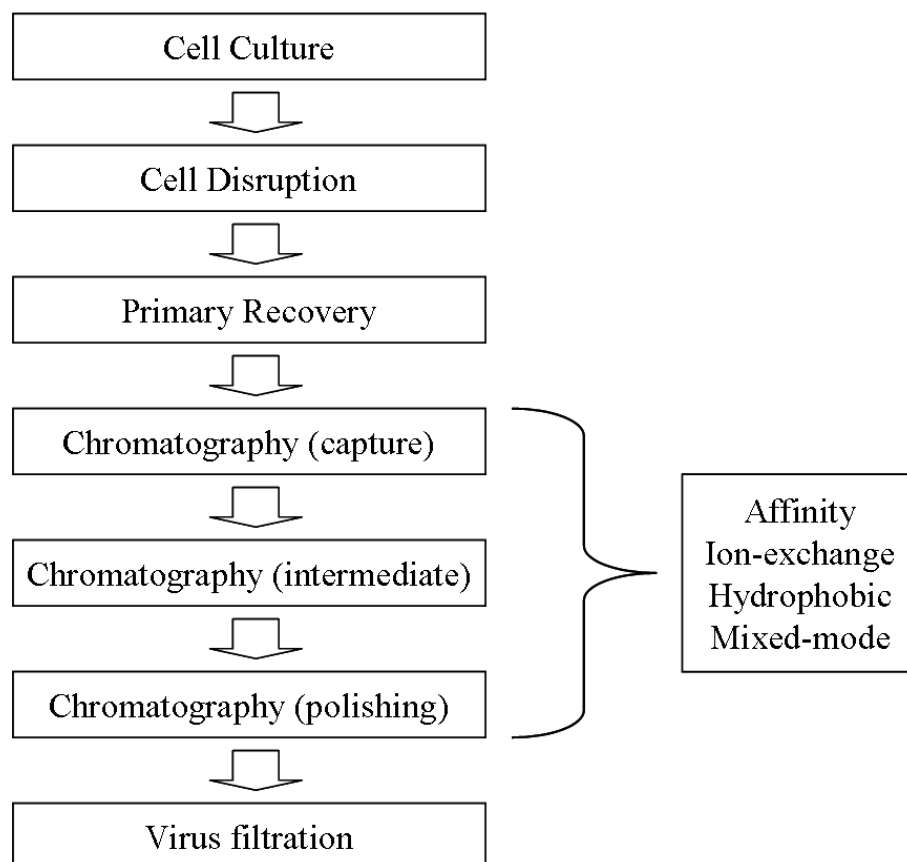 Cell Culture
Cell Disruption
Primary Recovery
Chromatography (capture)
Chromatography (intermediate)
Chromatography (polishing)
Virus filtration
Affinity
Ion-exchange
Hydrophobic
Mixed-mode